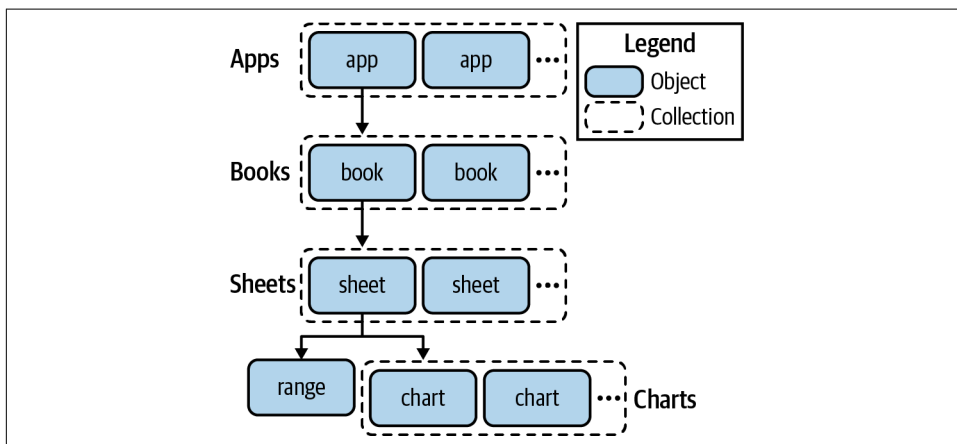 Apps
app
app
...
Legend
Object
Collection
Books
book
book
...
Sheets
sheet
sheet
...
range
chart
chart
...
Charts